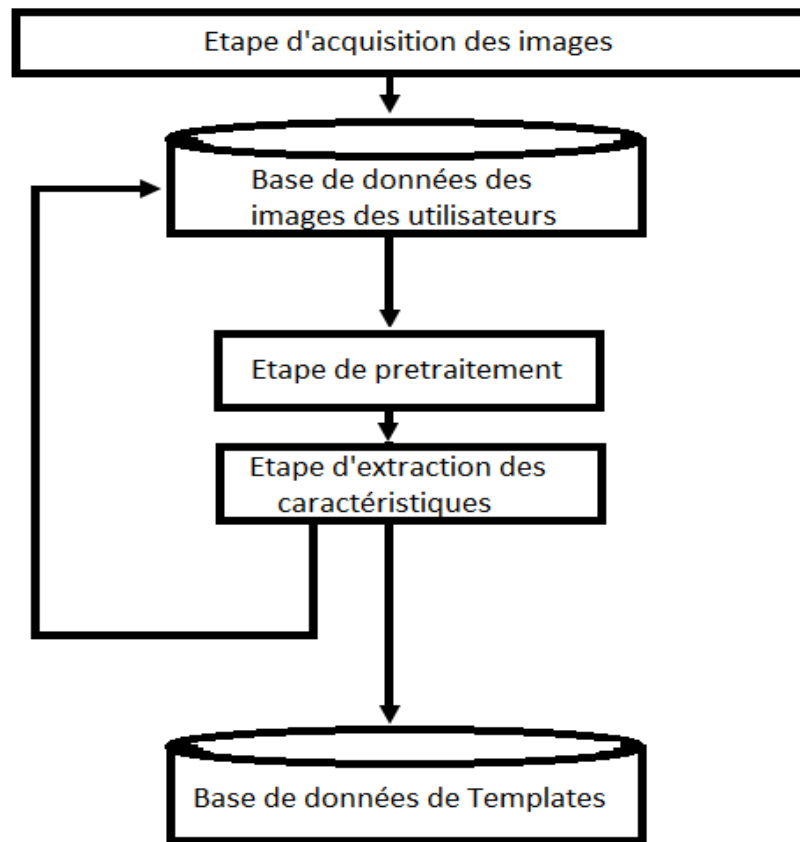 Etape d'acquisition des images
Base de données des
images des utilisateurs
Etape de pretraitement
Etape d'extraction des
caractéristiques
Base de données de Templates